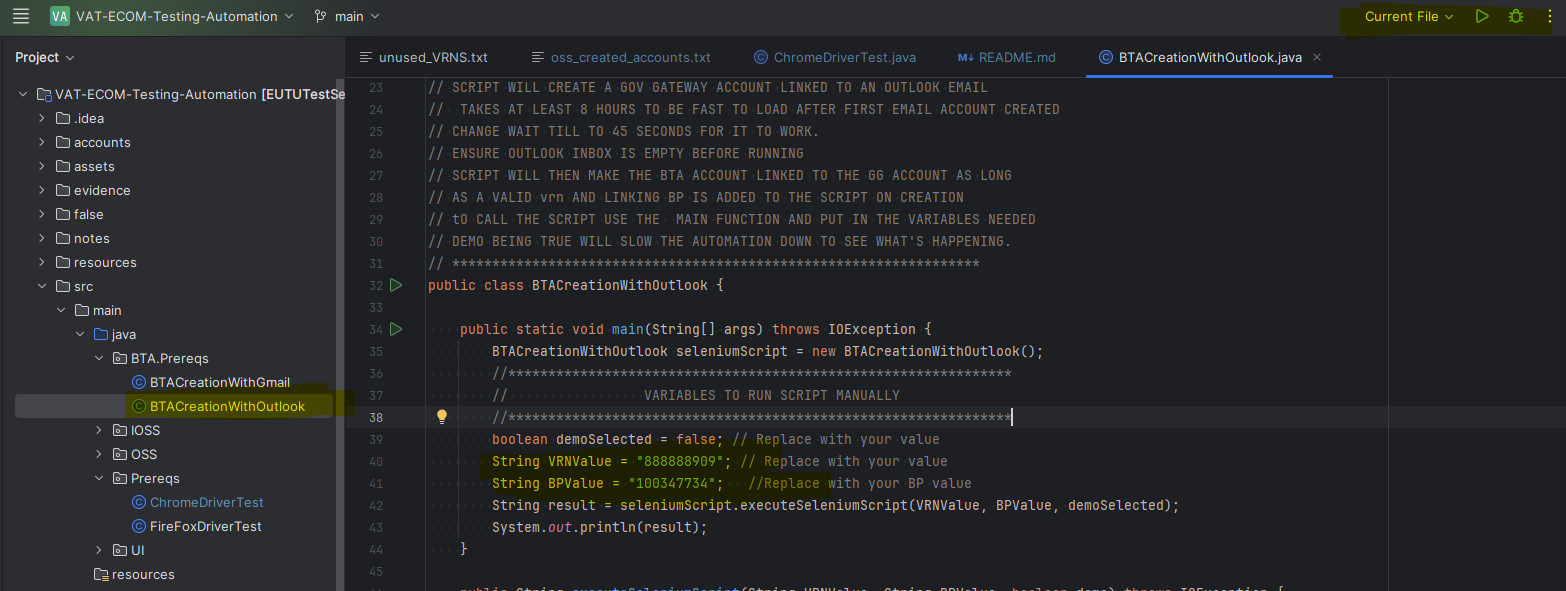 VA VAT-ECOM-Testing-Automation main Current File
Project
unused_VRNS.txt oss_created_accounts.txt ChromeDriverTest.java README.md BTACreationWithOutlook.java
VAT-ECOM-Testing-Automation [EUTUTestSe
.idea
accounts
assets
evidence
false
notes
resources
src
main
java
BTA.Prereqs
BTACreationWithGmail
BTACreationWithOutlook
IOSS
OSS
Prereqs
ChromeDriverTest
FireFoxDriverTest
UI
resources
23 // SCRIPT WILL CREATE A GOV GATEWAY ACCOUNT LINKED TO AN OUTLOOK EMAIL
24 //  TAKES AT LEAST 8 HOURS TO BE FAST TO LOAD AFTER FIRST EMAIL ACCOUNT CREATED
25 // CHANGE WAIT TILL TO 45 SECONDS FOR IT TO WORK.
26 // ENSURE OUTLOOK INBOX IS EMPTY BEFORE RUNNING
27 // SCRIPT WILL THEN MAKE THE BTA ACCOUNT LINKED TO THE GG ACCOUNT AS LONG
28 // AS A VALID vrn AND LINKING BP IS ADDED TO THE SCRIPT ON CREATION
29 // tO CALL THE SCRIPT USE THE  MAIN FUNCTION AND PUT IN THE VARIABLES NEEDED
30 // DEMO BEING TRUE WILL SLOW THE AUTOMATION DOWN TO SEE WHAT'S HAPPENING.
31 // ******************************************************************
32 public class BTACreationWithOutlook {
33
34 public static void main(String[] args) throws IOException {
35 BTACreationWithOutlook seleniumScript = new BTACreationWithOutlook();
36 //***************************************************************
37 // VARIABLES TO RUN SCRIPT MANUALLY
38 //***************************************************************
39 boolean demoSelected = false; // Replace with your value
40 String VRNValue = "888888909"; // Replace with your value
41 String BPValue = "100347734"; //Replace with your BP value
42 String result = seleniumScript.executeSeleniumScript(VRNValue, BPValue, demoSelected);
43 System.out.println(result);
44 }
45
public String executeSeleniumScript(String VRNValue, String BPValue, boolean demo) throws IOException {